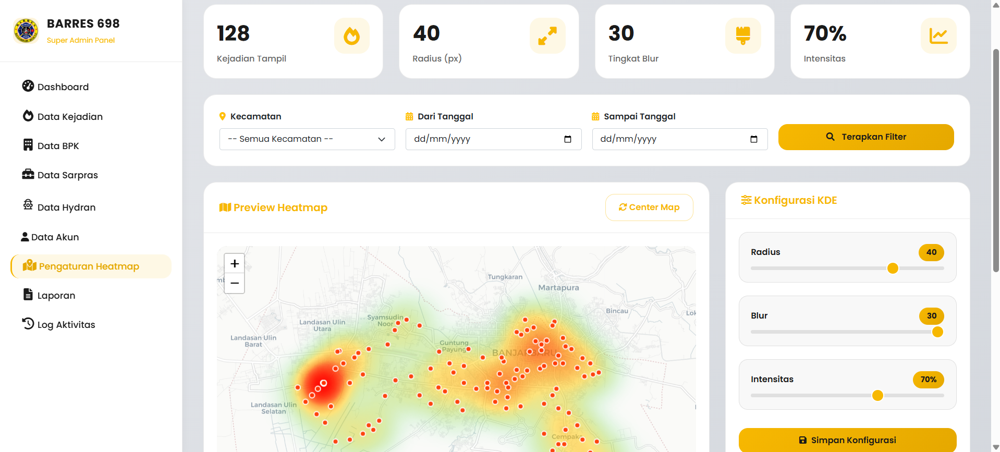 BARRES 698
Super Admin Panel
Dashboard
Data Kejadian
Data BPK
Data Sarpras
Data Hydran
Data Akun
Pengaturan Heatmap
Laporan
Log Aktivitas
128
Kejadian Tampil
40
Radius (px)
30
Tingkat Blur
70%
Intensitas
Kecamatan
-- Semua Kecamatan --
Dari Tanggal
dd/mm/yyyy
Sampai Tanggal
dd/mm/yyyy
Terapkan Filter
Preview Heatmap
Center Map
+
−
Tungkaran
Martapura
Bincau
Lok
Syamsudin
Noor
Landasan Ulin
Utara
Landasan Ulin
Barat
Guntung
Payung
BANJARBARU
Landasan Ulin
Selatan
Cempaka
Konfigurasi KDE
Radius
40
Blur
30
Intensitas
70%
Simpan Konfigurasi